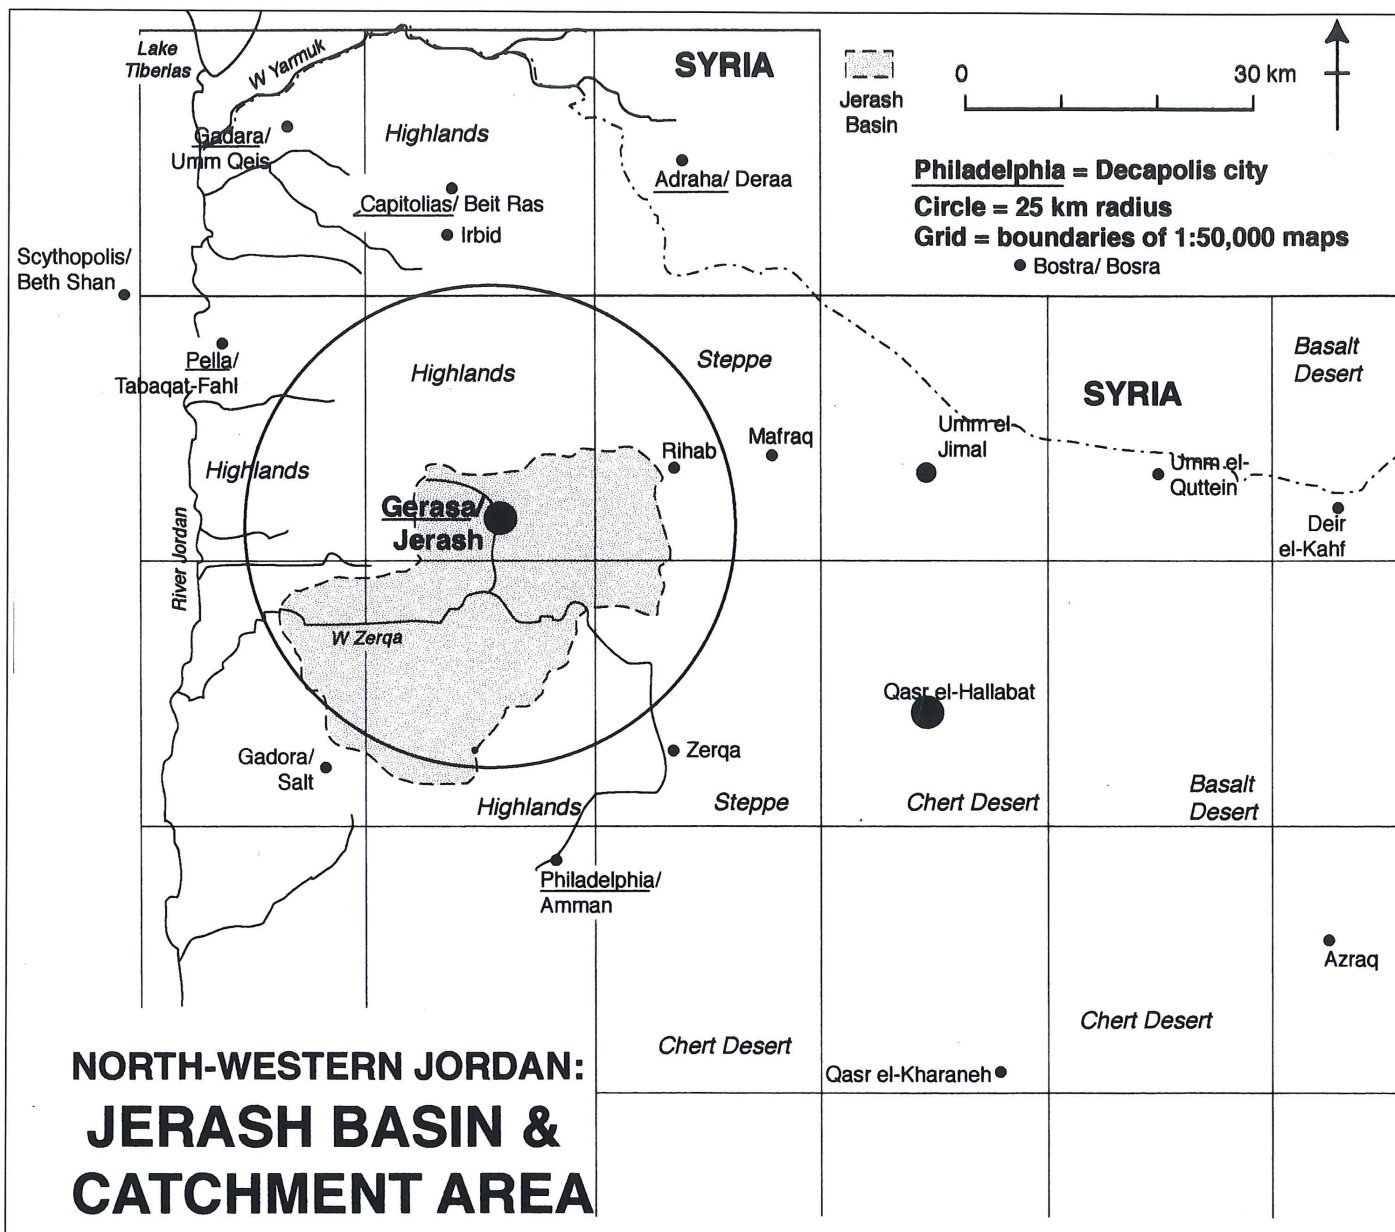 Lake
Tiberias
W Yarmuk
SYRIA
Jerash
Basin
0 30 km
Gadara/
Umm Qeis
Highlands
Adraha/ Deraa
Philadelphia = Decapolis city
Circle = 25 km radius
Grid = boundaries of 1:50,000 maps
Capitolias/ Beit Ras
Irbid
Scythopolis/
Beth Shan
Bostra/ Bosra
Pella/
Tabaqat-Fahl
Highlands
Steppe
Basalt
Desert
SYRIA
Highlands
Rihab
Mafraq
Umm el-
Jimal
Umm el-
Quttein
Deir
el-Kahf
Gerasa/
Jerash
River Jordan
W Zerqa
Qasr el-Hallabat
Gadora/
Salt
Zerqa
Highlands
Steppe
Chert Desert
Basalt
Desert
Philadelphia/
Amman
Azraq
Chert Desert
Chert Desert
Qasr el-Kharaneh
NORTH-WESTERN JORDAN:
JERASH BASIN &
CATCHMENT AREA